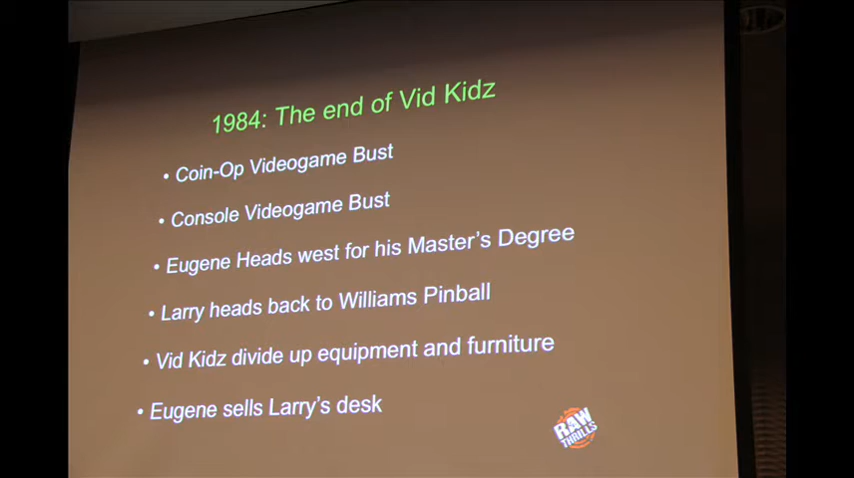 1984: The end of Vid Kidz
• Coin-Op Videogame Bust
• Console Videogame Bust
• Eugene Heads west for his Master's Degree
• Larry heads back to Williams Pinball
• Vid Kidz divide up equipment and furniture
• Eugene sells Larry's desk
RAW
THRILLS